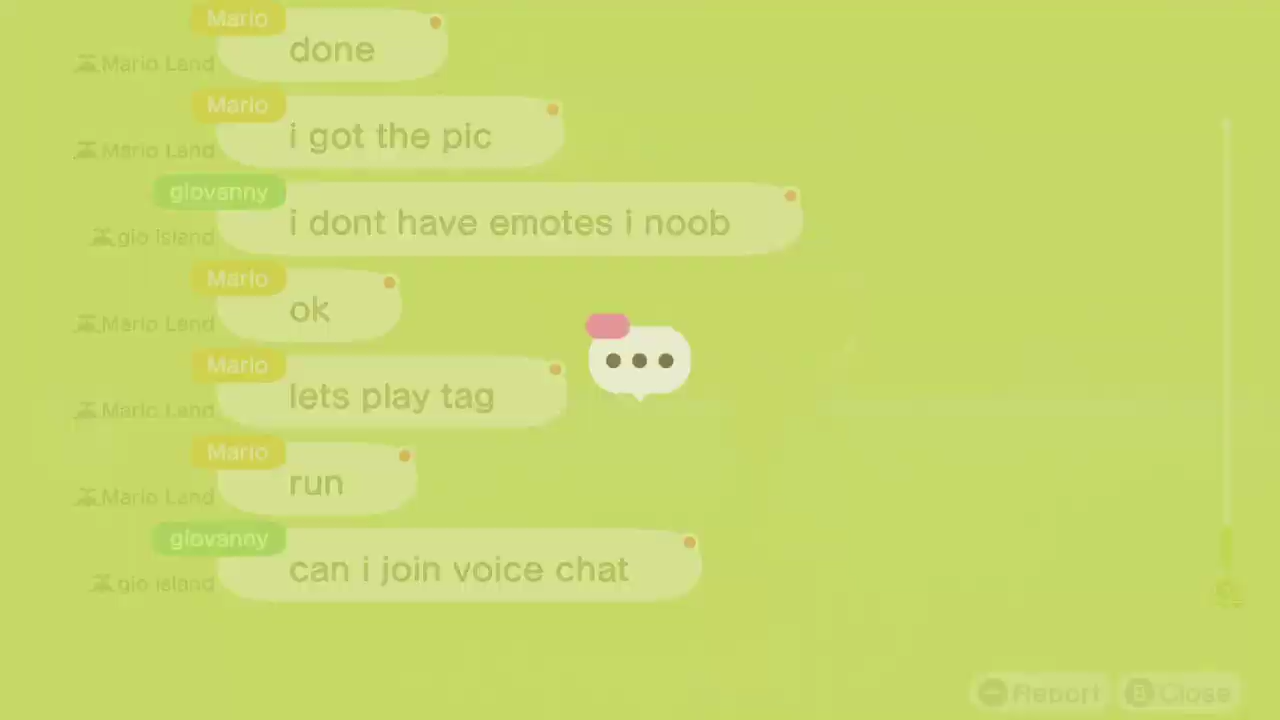 Mario
done
Mario Land
Mario
i got the pic
Mario Land
giovanny
i dont have emotes i noob
gio island
Mario
ok
Mario Land
Mario
lets play tag
Mario Land
Mario
run
Mario Land
giovanny
can i join voice chat
gio island
Report
B Close